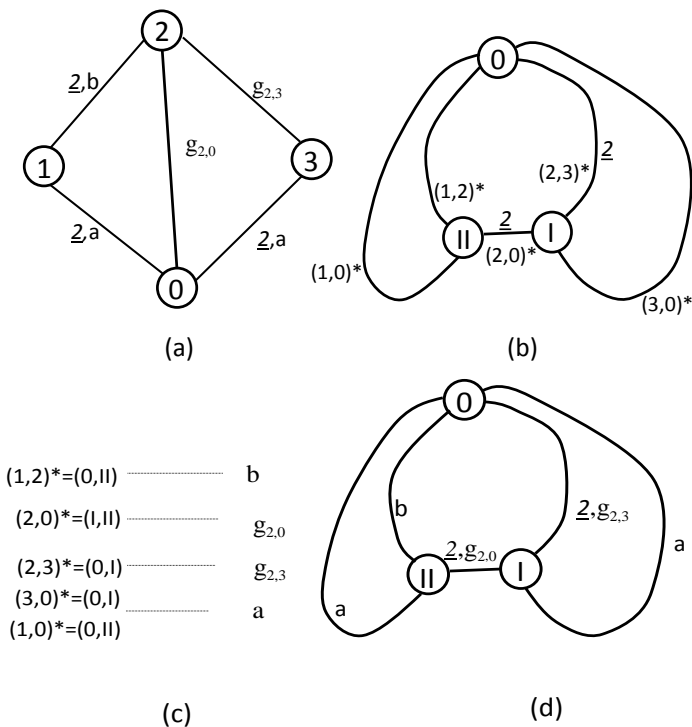 2
2,b
g2,3
g2,0
1
3
2,a
2,a
0
(a)
0
2
(2,3)*
(1,2)*
2
II
I
(2,0)*
(1,0)*
(3,0)*
(b)
(1,2)*=(0,II) b
(2,0)*=(I,II) g2,0
(2,3)*=(0,I) g2,3
(3,0)*=(0,I) a
(1,0)*=(0,II)
(c)
0
b
2,g2,3
2,g2,0
a
II
I
a
(d)